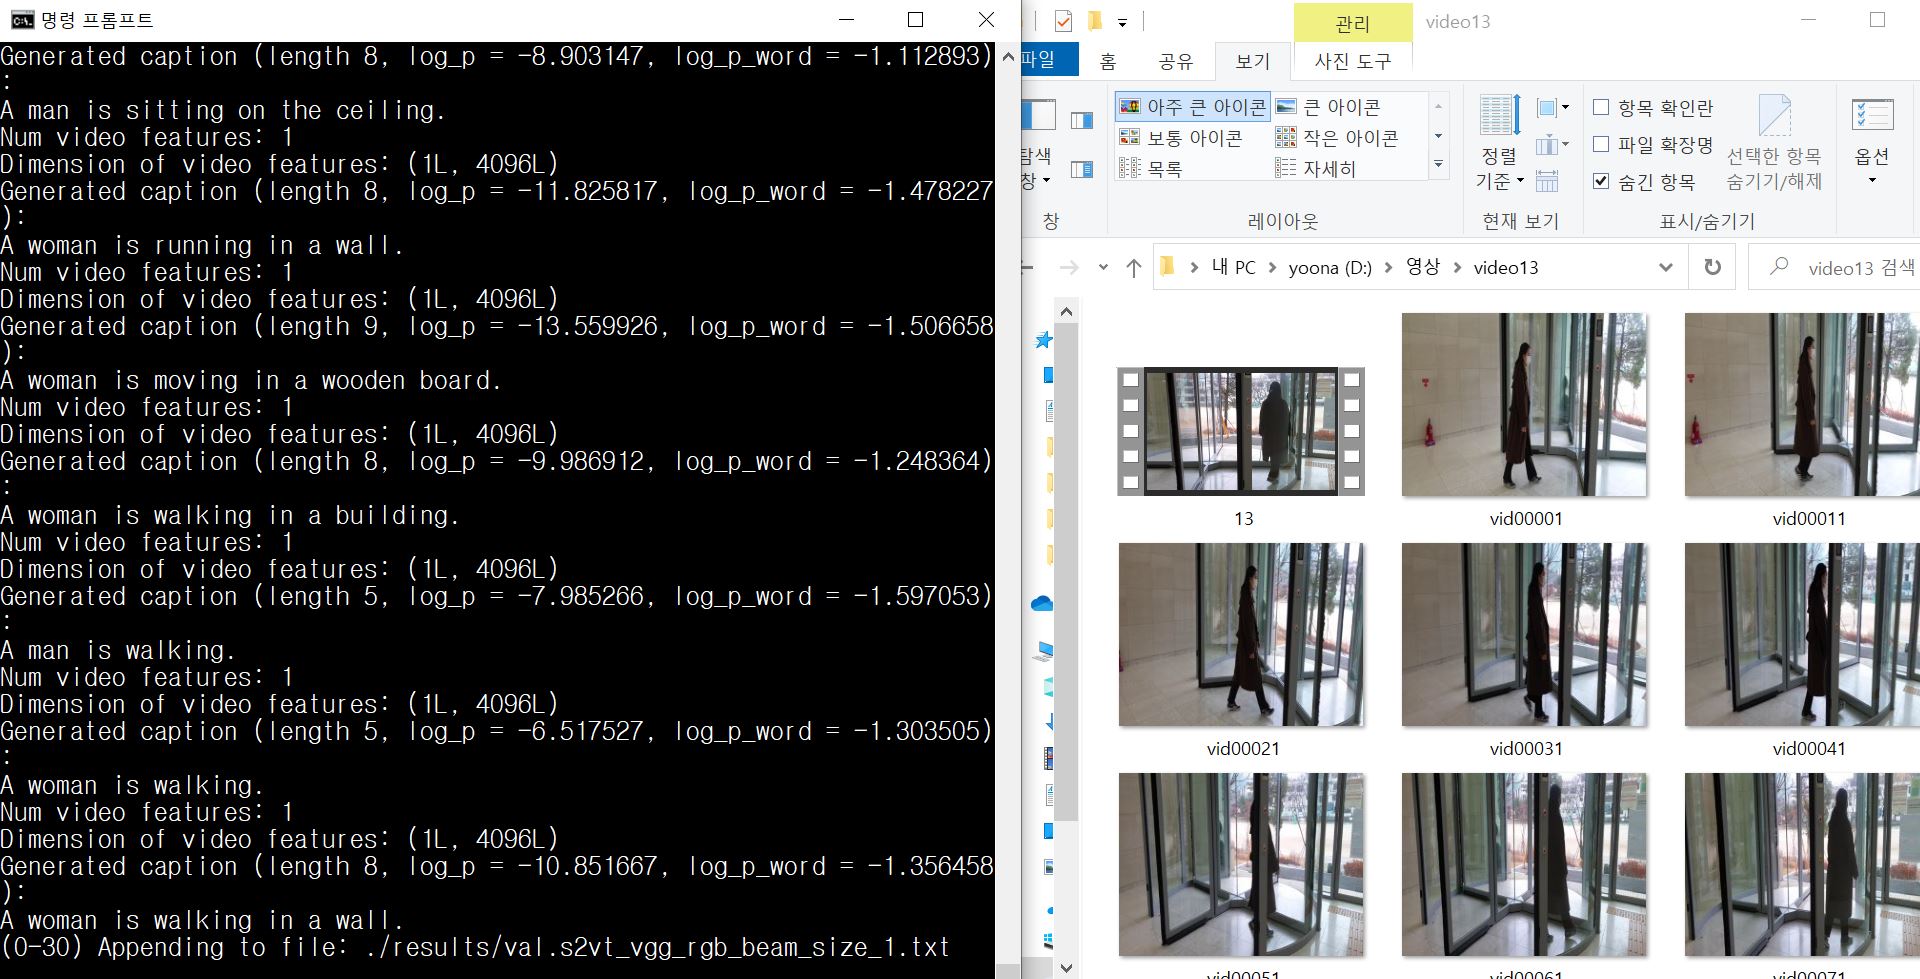 명령 프롬프트
Generated caption (length 8, log_p = -8.903147, log_p_word = -1.112893)
:
A man is sitting on the ceiling.
Num video features: 1
Dimension of video features: (1L, 4096L)
Generated caption (length 8, log_p = -11.825817, log_p_word = -1.478227
):
A woman is running in a wall.
Num video features: 1
Dimension of video features: (1L, 4096L)
Generated caption (length 9, log_p = -13.559926, log_p_word = -1.506658
):
A woman is moving in a wooden board.
Num video features: 1
Dimension of video features: (1L, 4096L)
Generated caption (length 8, log_p = -9.986912, log_p_word = -1.248364)
:
A woman is walking in a building.
Num video features: 1
Dimension of video features: (1L, 4096L)
Generated caption (length 5, log_p = -7.985266, log_p_word = -1.597053)
:
A man is walking.
Num video features: 1
Dimension of video features: (1L, 4096L)
Generated caption (length 5, log_p = -6.517527, log_p_word = -1.303505)
:
A woman is walking.
Num video features: 1
Dimension of video features: (1L, 4096L)
Generated caption (length 8, log_p = -10.851667, log_p_word = -1.356458
):
A woman is walking in a wall.
(0-30) Appending to file: ./results/val.s2vt_vgg_rgb_beam_size_1.txt
관리 video13
파일 홈 공유 보기 사진 도구
아주 큰 아이콘 큰 아이콘
보통 아이콘 작은 아이콘
목록 자세히
탐색
창
정렬
기준
항목 확인란
파일 확장명
숨긴 항목
선택한 항목
숨기기/해제
옵션
창 레이아웃 현재 보기 표시/숨기기
내 PC yoona (D:) 영상 video13
video13 검색
13 vid00001 vid00011
vid00021 vid00031 vid00041
vid00051 vid00061 vid00071